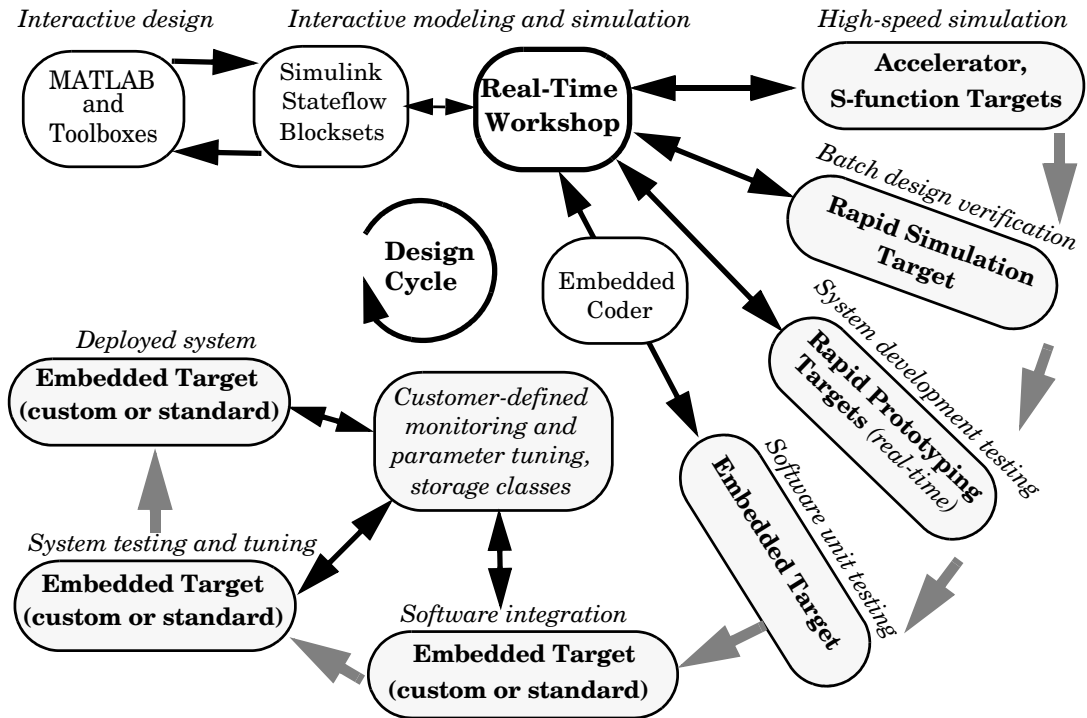 Interactive design
Interactive modeling and simulation
High-speed simulation
MATLAB
and
Toolboxes
Simulink
Stateflow
Blocksets
Real-Time
Workshop
Accelerator,
S-function Targets
Batch design verification
Rapid Simulation
Target
Design
Cycle
Embedded
Coder
System development testing
Rapid Prototyping
Targets (real-time)
Deployed system
Embedded Target
(custom or standard)
Customer-defined
monitoring and
parameter tuning,
storage classes
Software unit testing
Embedded Target
System testing and tuning
Embedded Target
(custom or standard)
Software integration
Embedded Target
(custom or standard)